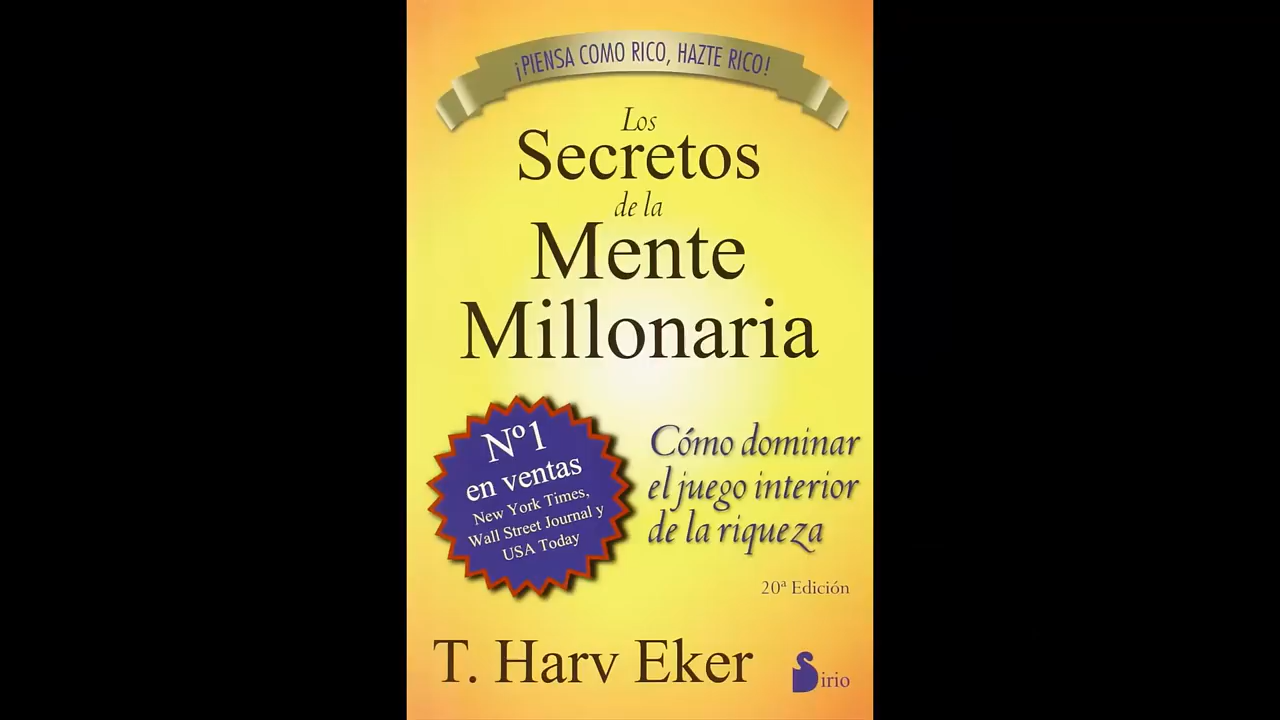 ¡PIENSA COMO RICO, HAZTE RICO!
Los
Secretos
de la
Mente
Millonaria
Nº1
en ventas
New York Times,
Wall Street Journal y
USA Today
Cómo dominar
el juego interior
de la riqueza
20ª Edición
T. Harv Eker
Sirio